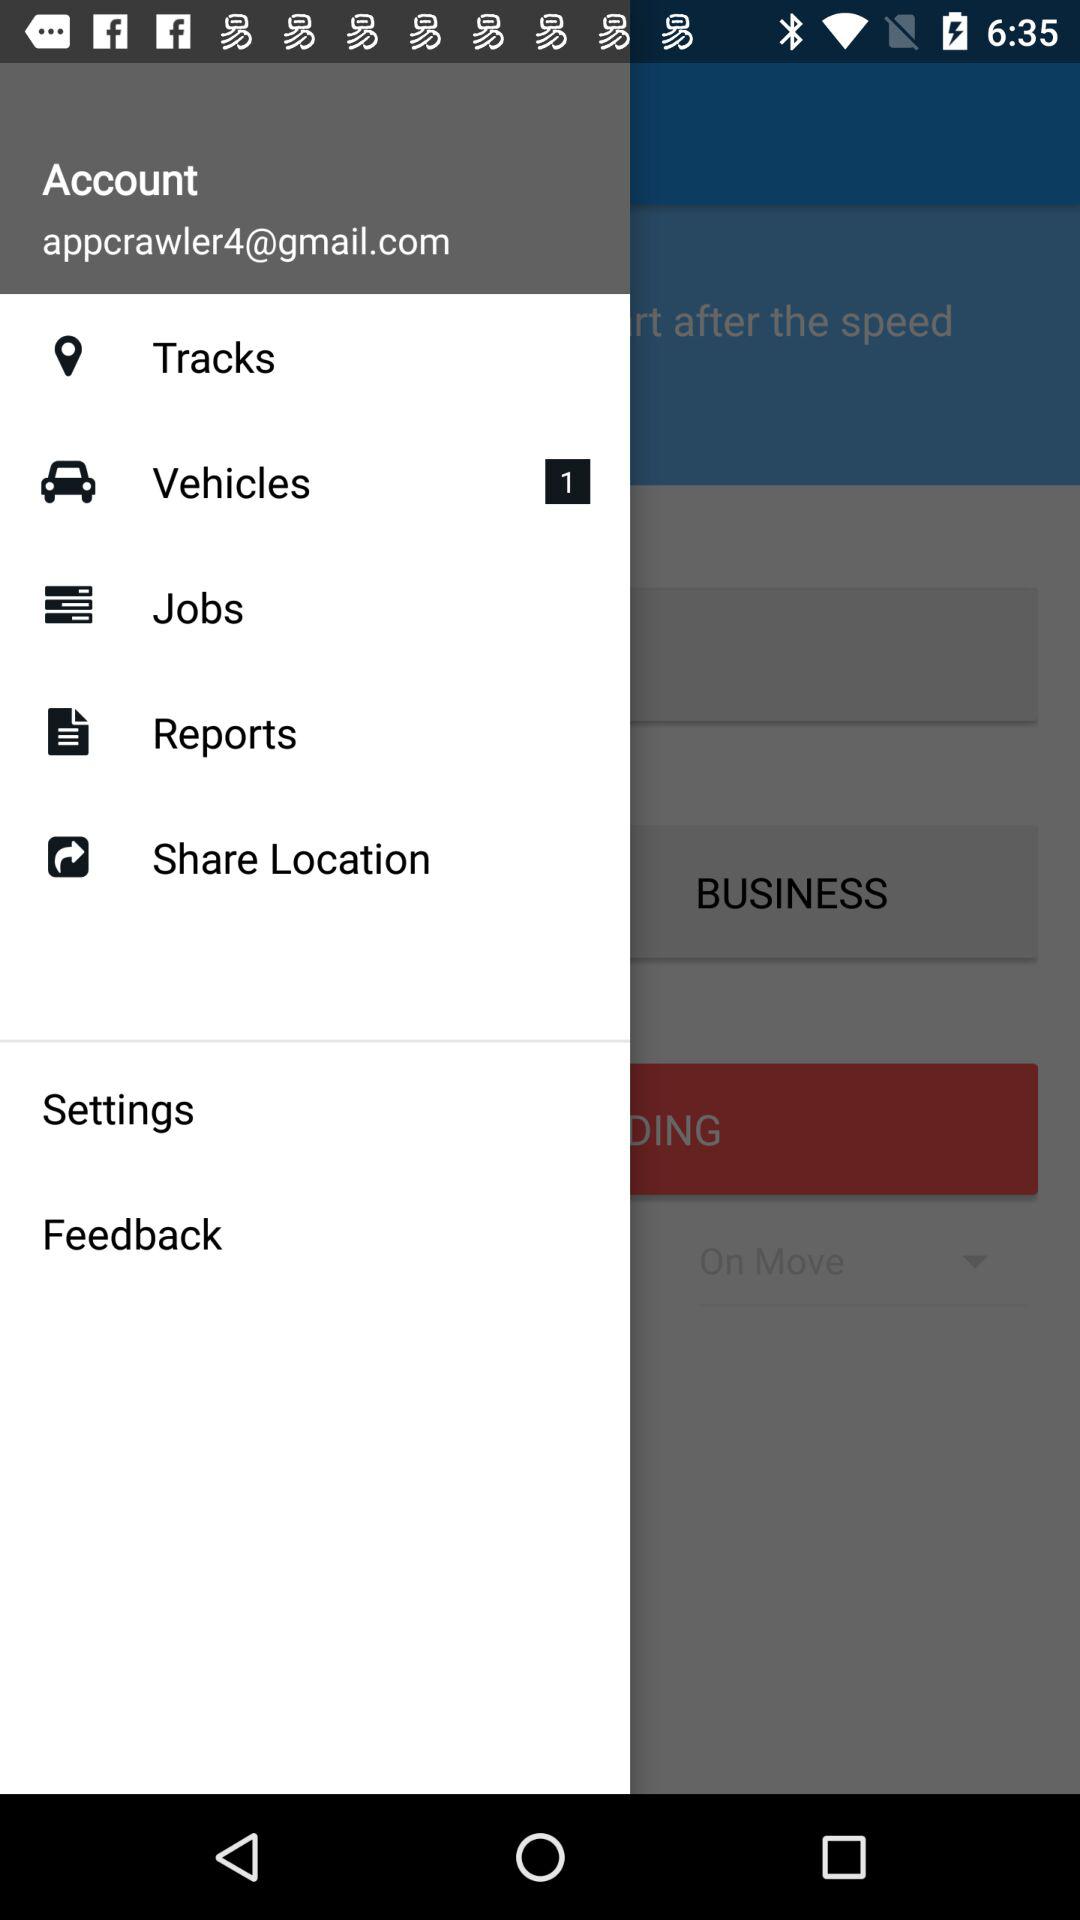 6:35
Account
appcrawler4@gmail.com
rt after the speed
Tracks
Vehicles 1
Jobs
Reports
Share Location
BUSINESS
DING
Settings
Feedback
On Move